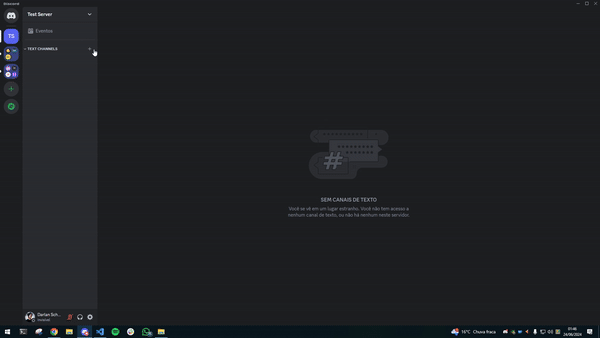 Discord
Test Server
TS
Eventos
TEXT CHANNELS
SEM CANAIS DE TEXTO
Você se vê em um lugar estranho. Você não tem acesso a
nenhum canal de texto, ou não há nenhum neste servidor.
Darlan Sch...
Invisível
16°C Chuva fraca
01:46
24/06/2024